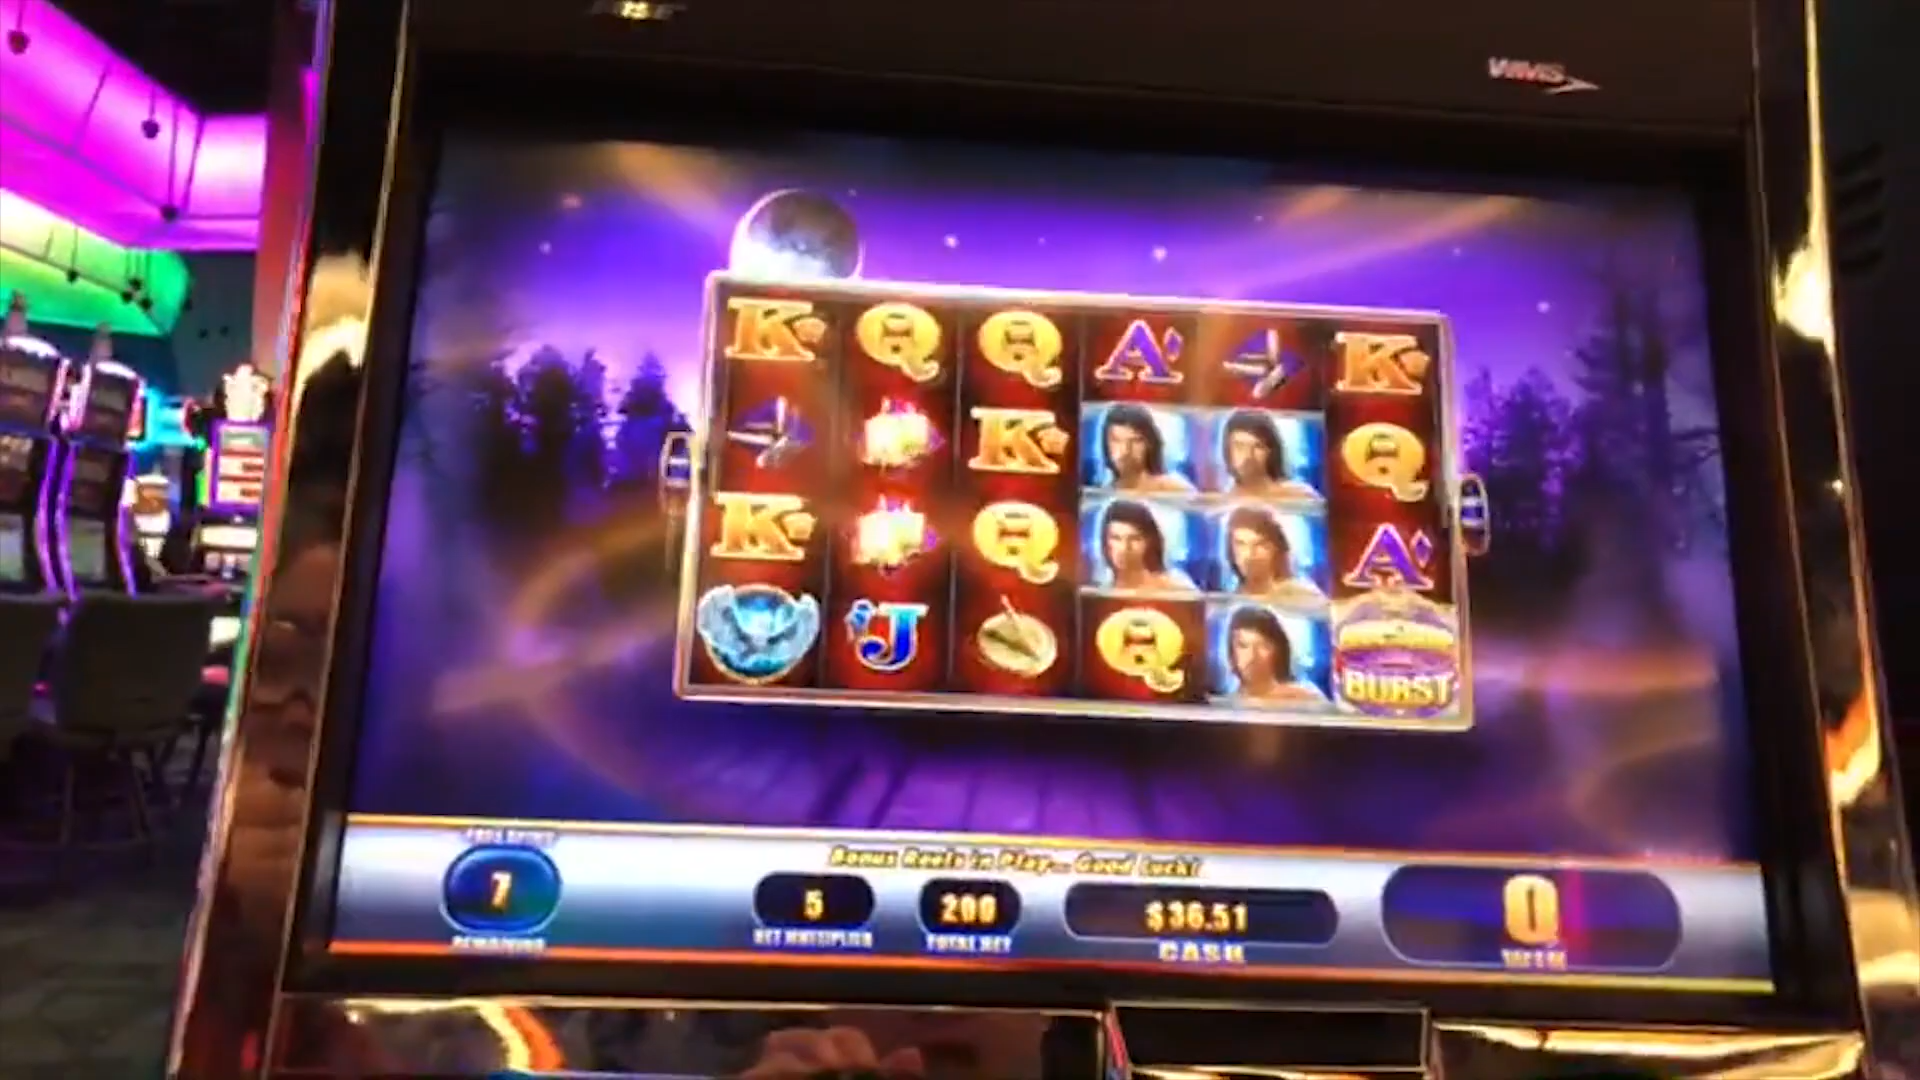 WMS
K Q Q A K
K Q
K Q A
J Q BURST
FREE SPINS
7
REMAINING
Bonus Reels in Play... Good Luck!
5
BET MULTIPLIER
200
TOTAL BET
$36.51
CASH
0